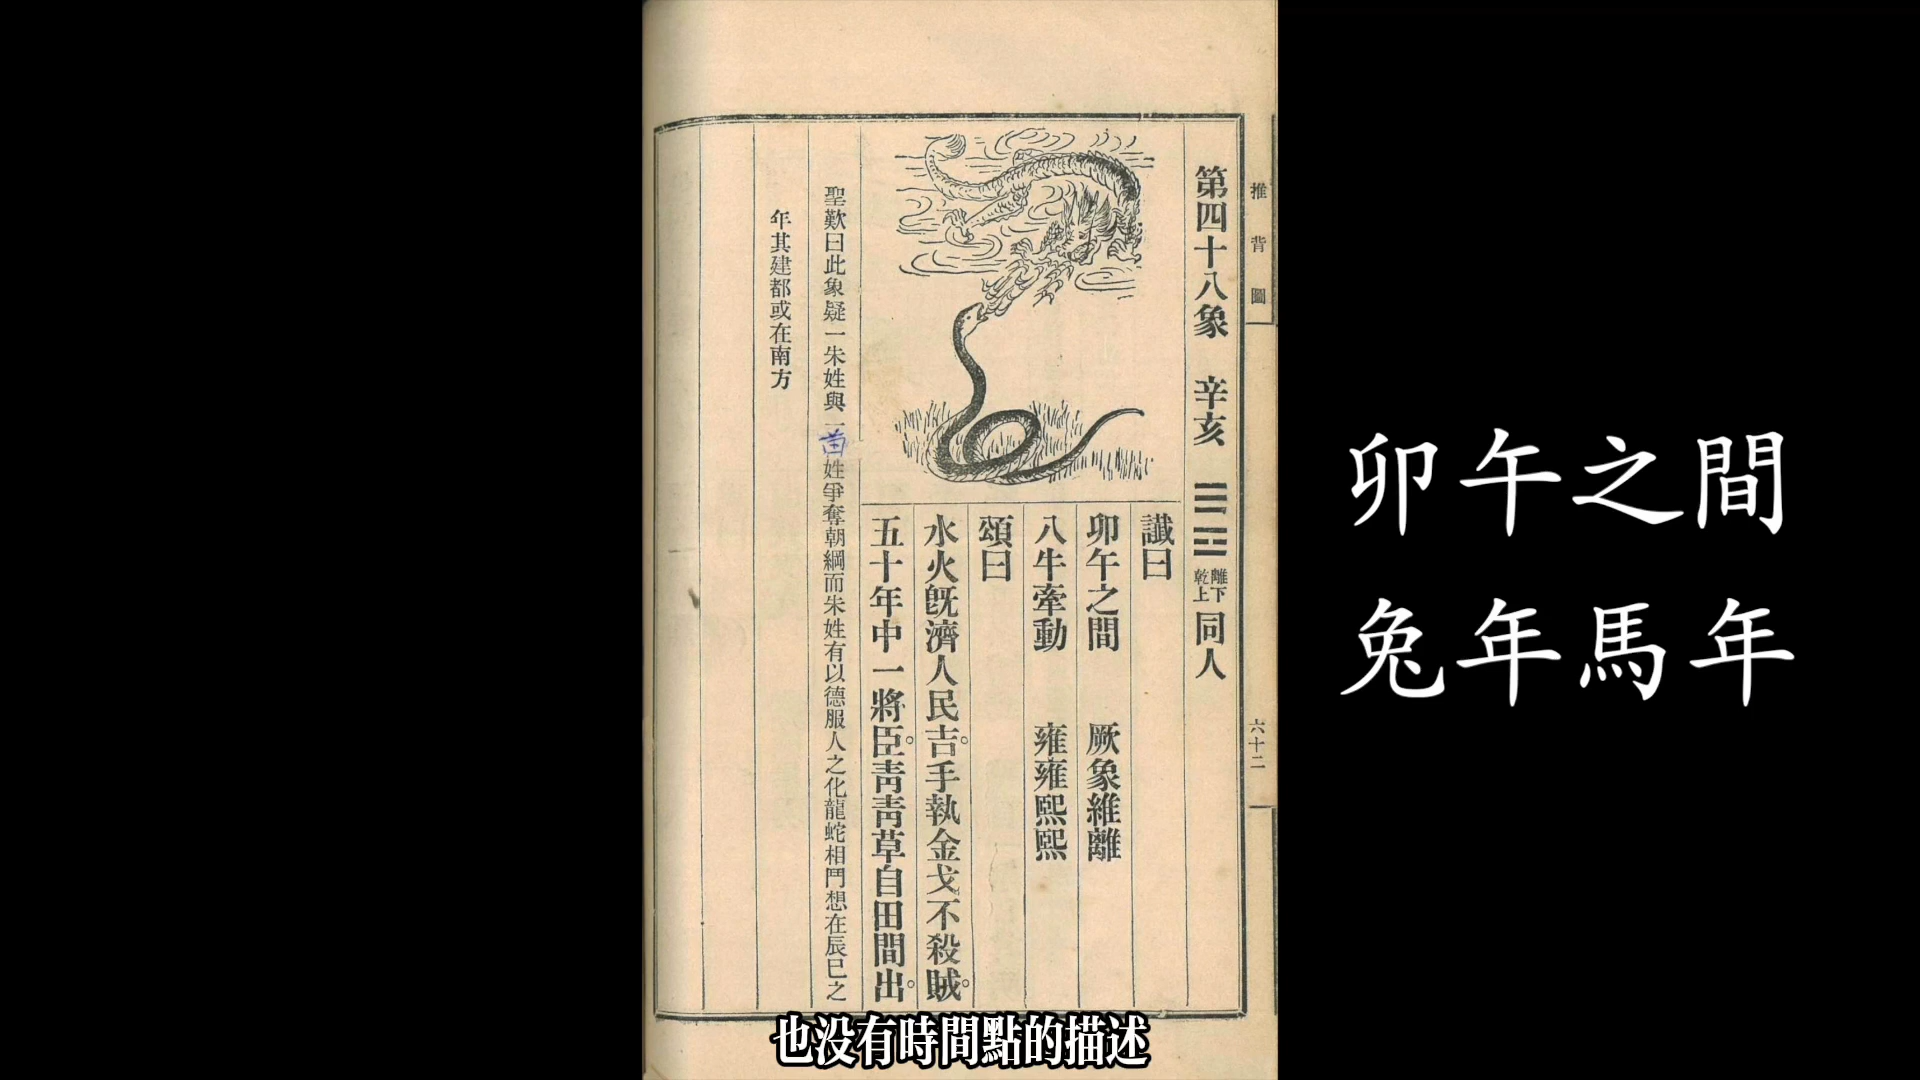 推背圖
六十二
第四十八象 辛亥 離下乾上 同人
讖曰
卯午之間 厥象維離
八牛牽動 雍雍熙熙
頌曰
水火旣濟人民吉。手執金戈不殺賊。
五十年中一將臣。靑靑草自田間出。
聖歎曰此象疑一朱姓與一苗姓爭奪朝綱而朱姓有以德服人之化龍蛇相鬥想在辰巳之
年其建都或在南方
卯午之間
兔年馬年
也没有時間點的描述